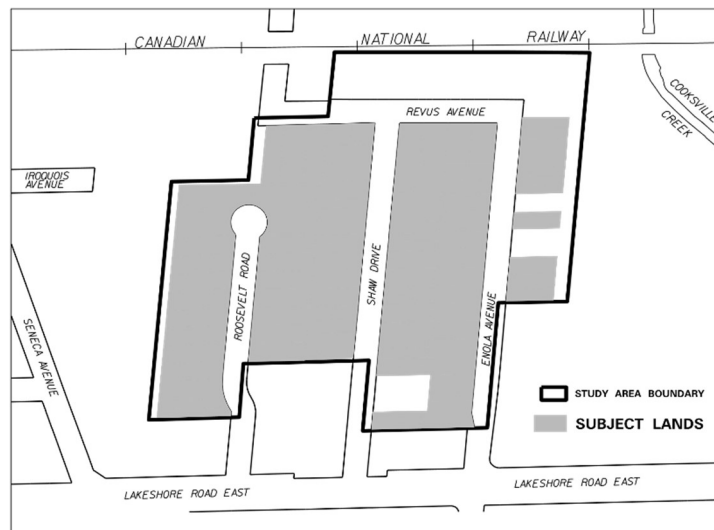 CANADIAN NATIONAL RAILWAY
COOKSVILLE
CREEK
REVUS AVENUE
IROQUOIS
AVENUE
SHAW DRIVE
ROOSEVELT ROAD
ENOLA AVENUE
SENECA AVENUE
STUDY AREA BOUNDARY
SUBJECT LANDS
LAKESHORE ROAD EAST
LAKESHORE ROAD EAST